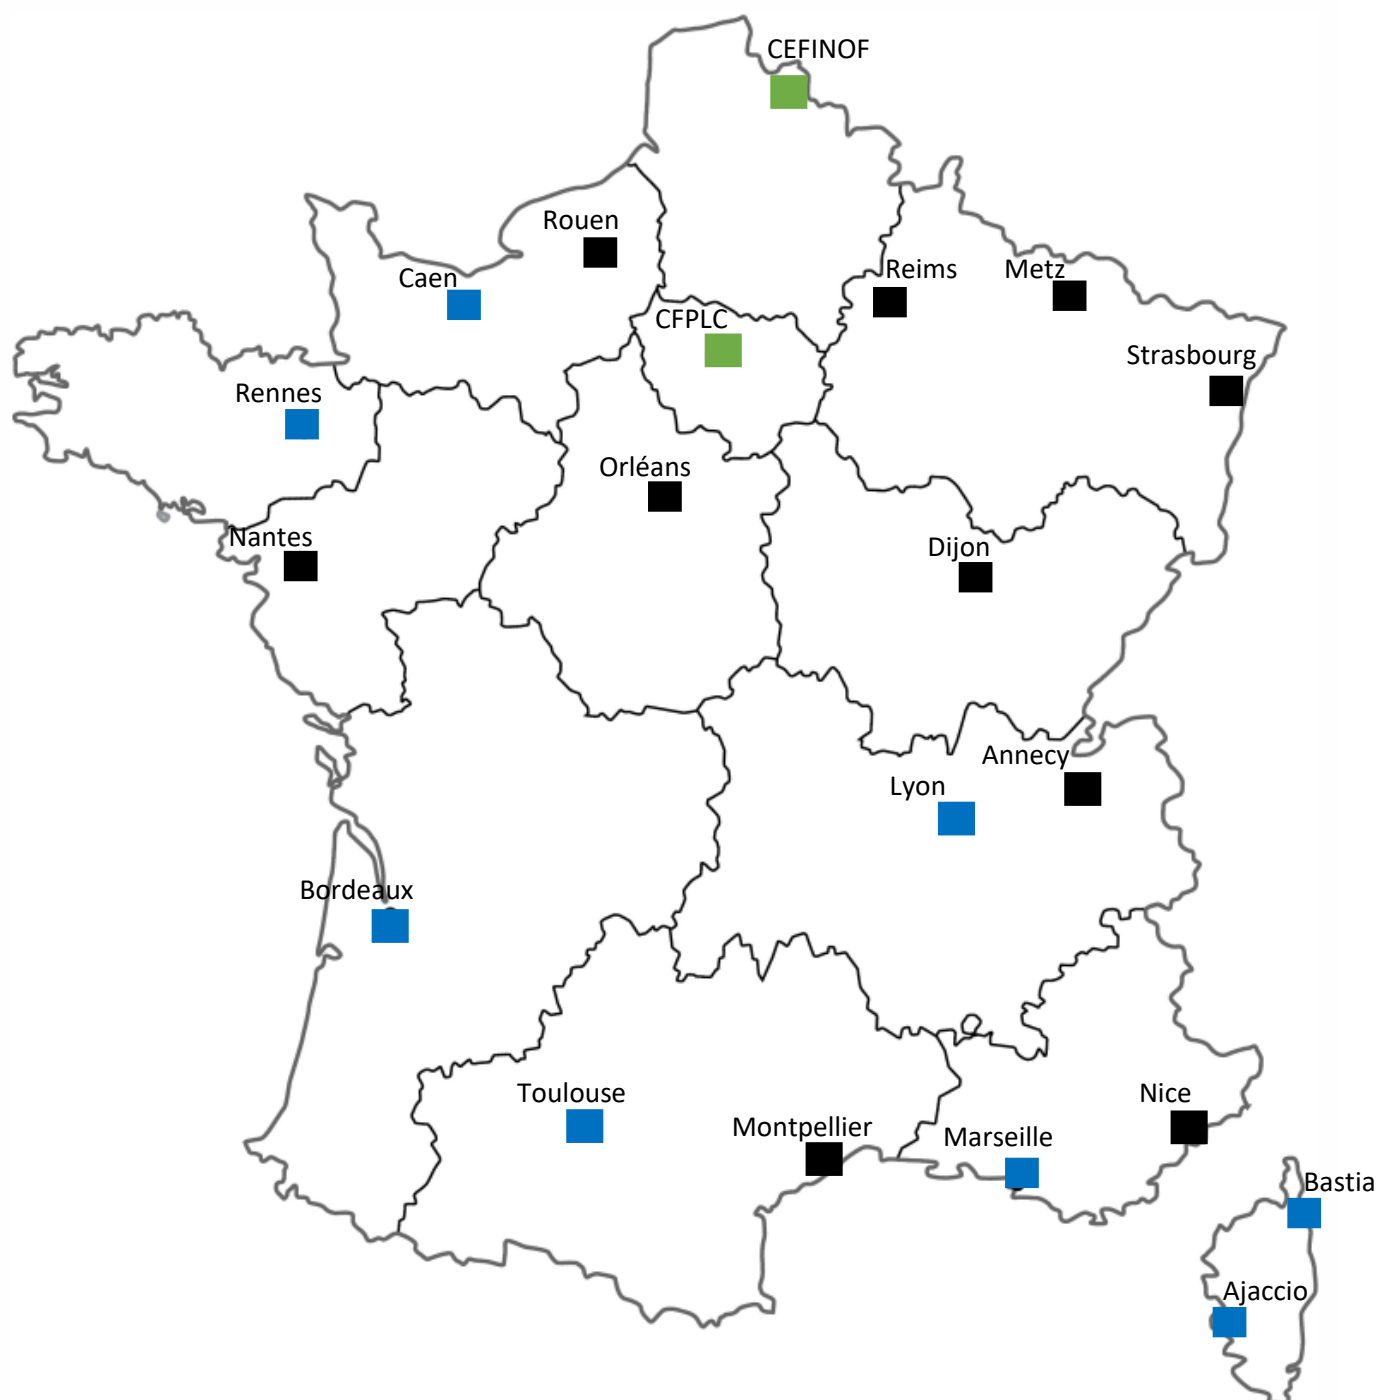 CEFINOF
Rouen
Caen
Reims
Metz
CFPLC
Strasbourg
Rennes
Orléans
Nantes
Dijon
Annecy
Lyon
Bordeaux
Toulouse
Montpellier
Nice
Marseille
Bastia
Ajaccio